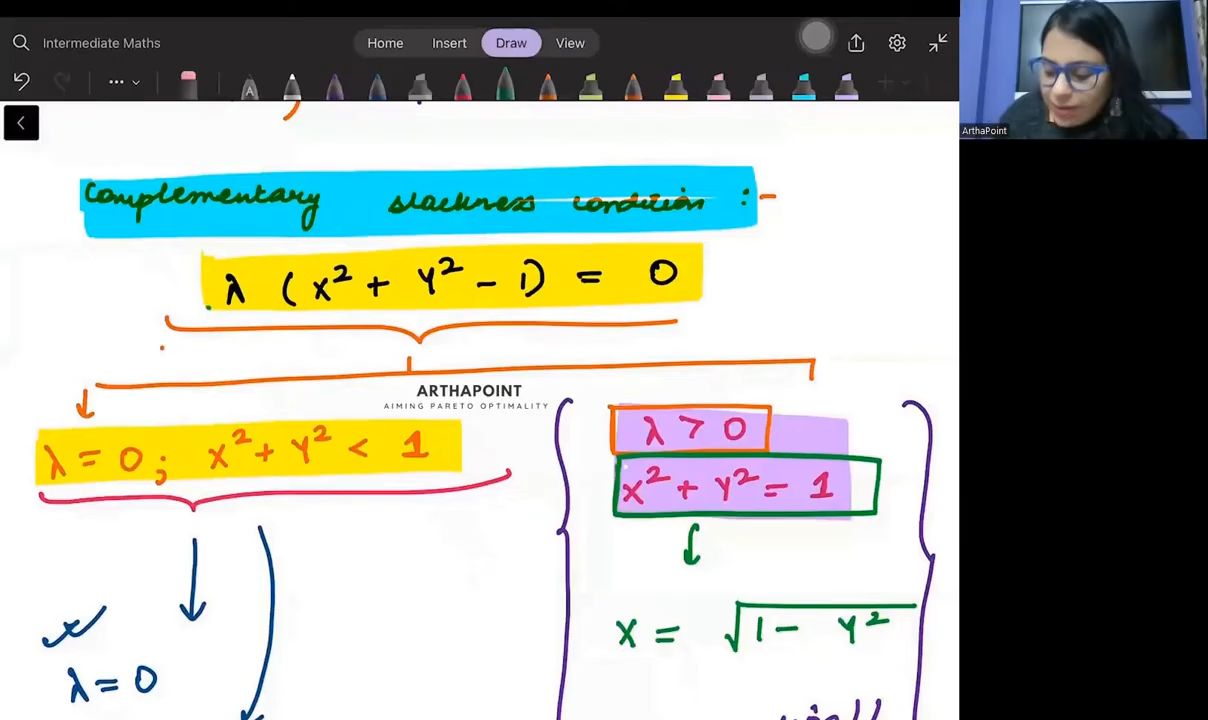 Intermediate Maths
Home Insert Draw View
ArthaPoint
Complementary slackness condition :-
λ (x² + y² - 1) = 0
ARTHAPOINT
AIMING PARETO OPTIMALITY
λ = 0; x² + y² < 1
λ > 0
x² + y² = 1
x = √1 - y²
λ = 0